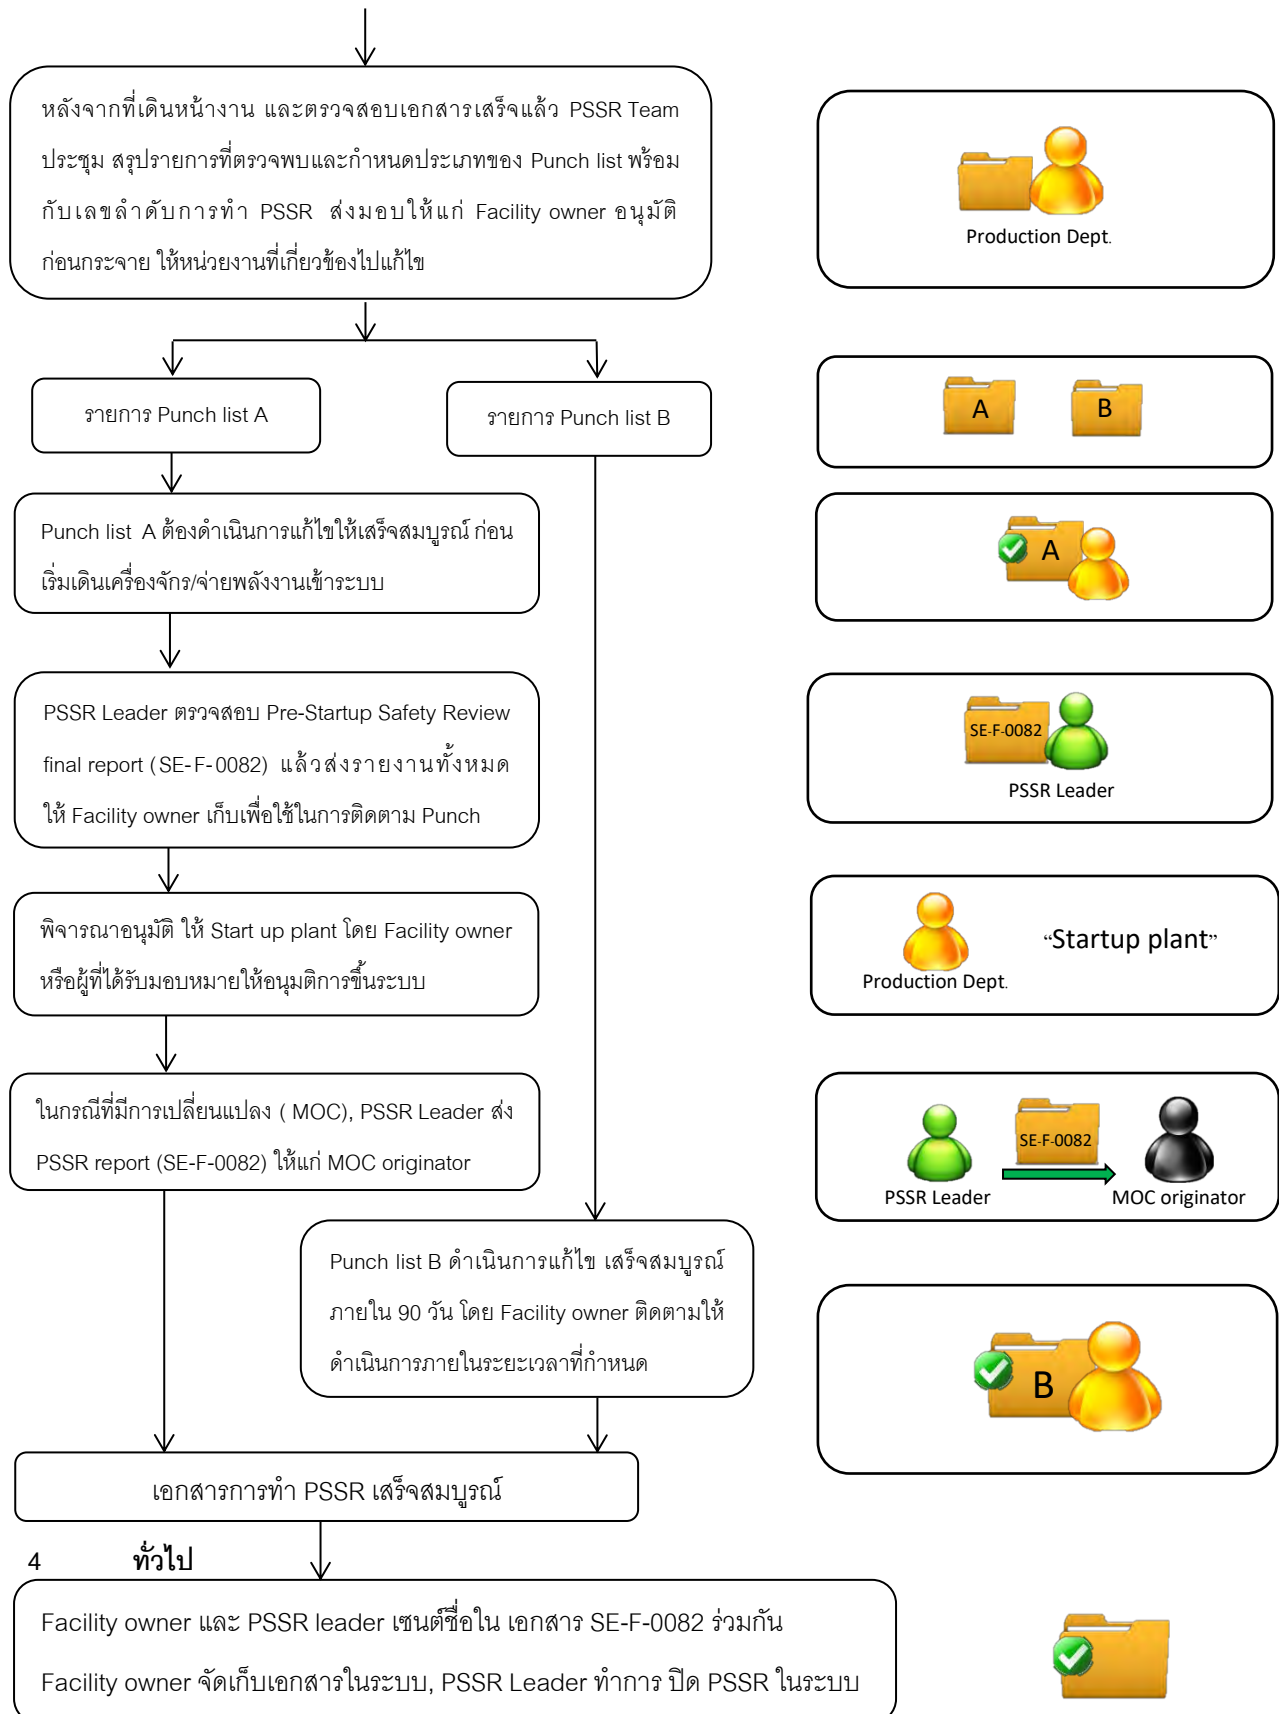 หลังจากที่เดินหน้างาน และตรวจสอบเอกสารเสร็จแล้ว PSSR Team
ประชุม สรุปรายการที่ตรวจพบและกำหนดประเภทของ Punch list พร้อม
กับเลขลำดับการทำ PSSR ส่งมอบให้แก่ Facility owner อนุมัติ
ก่อนกระจาย ให้หน่วยงานที่เกี่ยวข้องไปแก้ไข
Production Dept.
รายการ Punch list A
รายการ Punch list B
A
B
Punch list A ต้องดำเนินการแก้ไขให้เสร็จสมบูรณ์ ก่อน
เริ่มเดินเครื่องจักร/จ่ายพลังงานเข้าระบบ
A
PSSR Leader ตรวจสอบ Pre-Startup Safety Review
final report (SE-F-0082) แล้วส่งรายงานทั้งหมด
ให้ Facility owner เก็บเพื่อใช้ในการติดตาม Punch
SE-F-0082
PSSR Leader
พิจารณาอนุมัติ ให้ Start up plant โดย Facility owner
หรือผู้ที่ได้รับมอบหมายให้อนุมติการขึ้นระบบ
"Startup plant"
Production Dept.
ในกรณีที่มีการเปลี่ยนแปลง ( MOC), PSSR Leader ส่ง
PSSR report (SE-F-0082) ให้แก่ MOC originator
SE-F-0082
PSSR Leader
MOC originator
Punch list B ดำเนินการแก้ไข เสร็จสมบูรณ์
ภายใน 90 วัน โดย Facility owner ติดตามให้
ดำเนินการภายในระยะเวลาที่กำหนด
B
เอกสารการทำ PSSR เสร็จสมบูรณ์
4 ทั่วไป
Facility owner และ PSSR leader เซนต์ชื่อใน เอกสาร SE-F-0082 ร่วมกัน
Facility owner จัดเก็บเอกสารในระบบ, PSSR Leader ทำการ ปิด PSSR ในระบบ